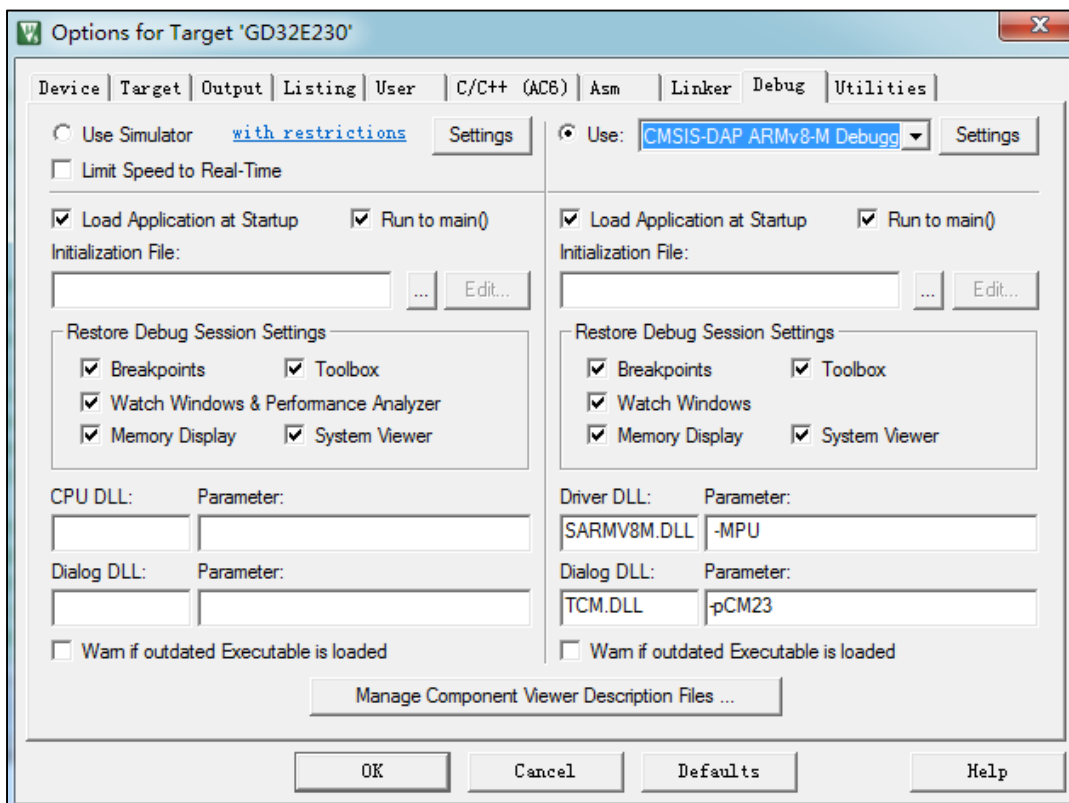 Options for Target 'GD32E230'
Device Target Output Listing User C/C++ (AC6) Asm Linker Debug Utilities
Use Simulator with restrictions Settings
Limit Speed to Real-Time
Load Application at Startup Run to main()
Initialization File:
... Edit...
Restore Debug Session Settings
Breakpoints Toolbox
Watch Windows & Performance Analyzer
Memory Display System Viewer
CPU DLL: Parameter:
Dialog DLL: Parameter:
Warn if outdated Executable is loaded
Use: CMSIS-DAP ARMv8-M Debugg Settings
Load Application at Startup Run to main()
Initialization File:
... Edit...
Restore Debug Session Settings
Breakpoints Toolbox
Watch Windows
Memory Display System Viewer
Driver DLL: Parameter:
SARMV8M.DLL -MPU
Dialog DLL: Parameter:
TCM.DLL -pCM23
Warn if outdated Executable is loaded
Manage Component Viewer Description Files ...
OK Cancel Defaults Help